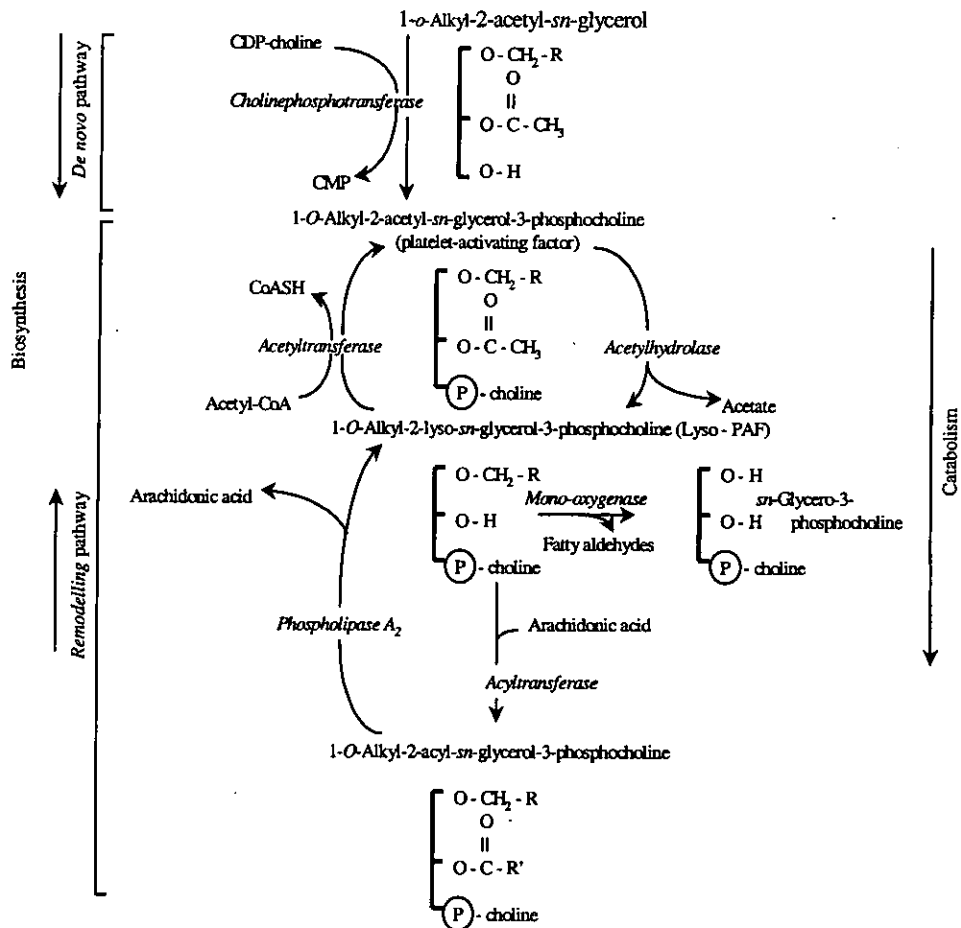 1-o-Alkyl-2-acetyl-sn-glycerol
CDP-choline
Cholinephosphotransferase
CMP
O - CH2 - R
O
||
O - C - CH3
O - H
De novo pathway
1-O-Alkyl-2-acetyl-sn-glycerol-3-phosphocholine
(platelet-activating factor)
Biosynthesis
CoASH
Acetyltransferase
Acetyl-CoA
O - CH2 - R
O
||
O - C - CH3
P - choline
Acetylhydrolase
Acetate
1-O-Alkyl-2-lyso-sn-glycerol-3-phosphocholine (Lyso - PAF)
Catabolism
Remodelling pathway
Arachidonic acid
O - CH2 - R
O - H
P - choline
Mono-oxygenase
Fatty aldehydes
O - H
O - H
P - choline
sn-Glycero-3-
phosphocholine
Phospholipase A2
Arachidonic acid
Acyltransferase
1-O-Alkyl-2-acyl-sn-glycerol-3-phosphocholine
O - CH2 - R
O
||
O - C - R'
P - choline